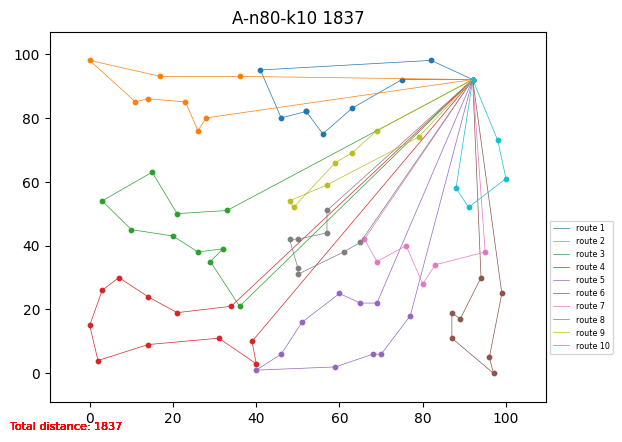 A-n80-k10 1837
100
80
60
40
20
0
0 20 40 60 80 100
route 1
route 2
route 3
route 4
route 5
route 6
route 7
route 8
route 9
route 10
Total distance: 1837